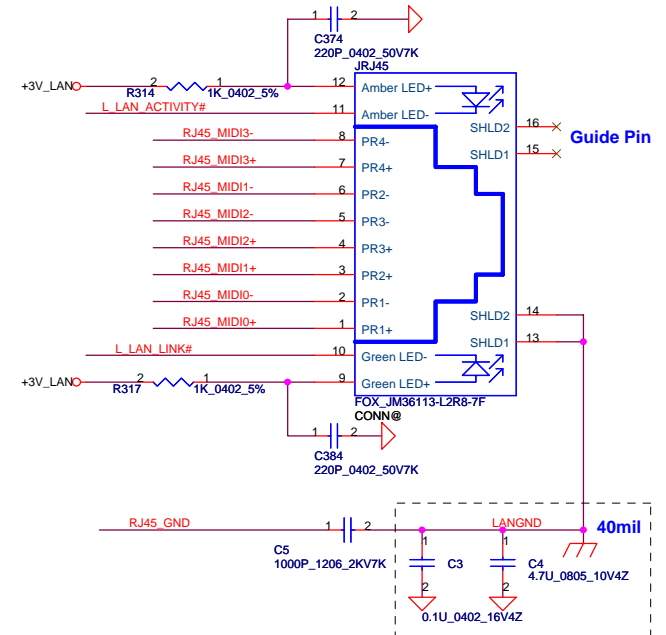 1 2
C374
220P_0402_50V7K
JRJ45
+3V_LAN 2 1 12 Amber LED+
R314 1K_0402_5%
L_LAN_ACTIVITY# 11 Amber LED-
SHLD2 16
Guide Pin
RJ45_MIDI3- 8 PR4-
SHLD1 15
RJ45_MIDI3+ 7 PR4+
RJ45_MIDI1- 6 PR2-
RJ45_MIDI2- 5 PR3-
RJ45_MIDI2+ 4 PR3+
RJ45_MIDI1+ 3 PR2+
RJ45_MIDI0- 2 PR1-
SHLD2 14
RJ45_MIDI0+ 1 PR1+
SHLD1 13
L_LAN_LINK# 10 Green LED-
+3V_LAN 2 1 9 Green LED+
R317 1K_0402_5%
FOX_JM36113-L2R8-7F
CONN@
1 2
C384
220P_0402_50V7K
RJ45_GND 1 2 LANGND 40mil
C5
1000P_1206_2KV7K
1 1
C3 C4
4.7U_0805_10V4Z
2 2
0.1U_0402_16V4Z